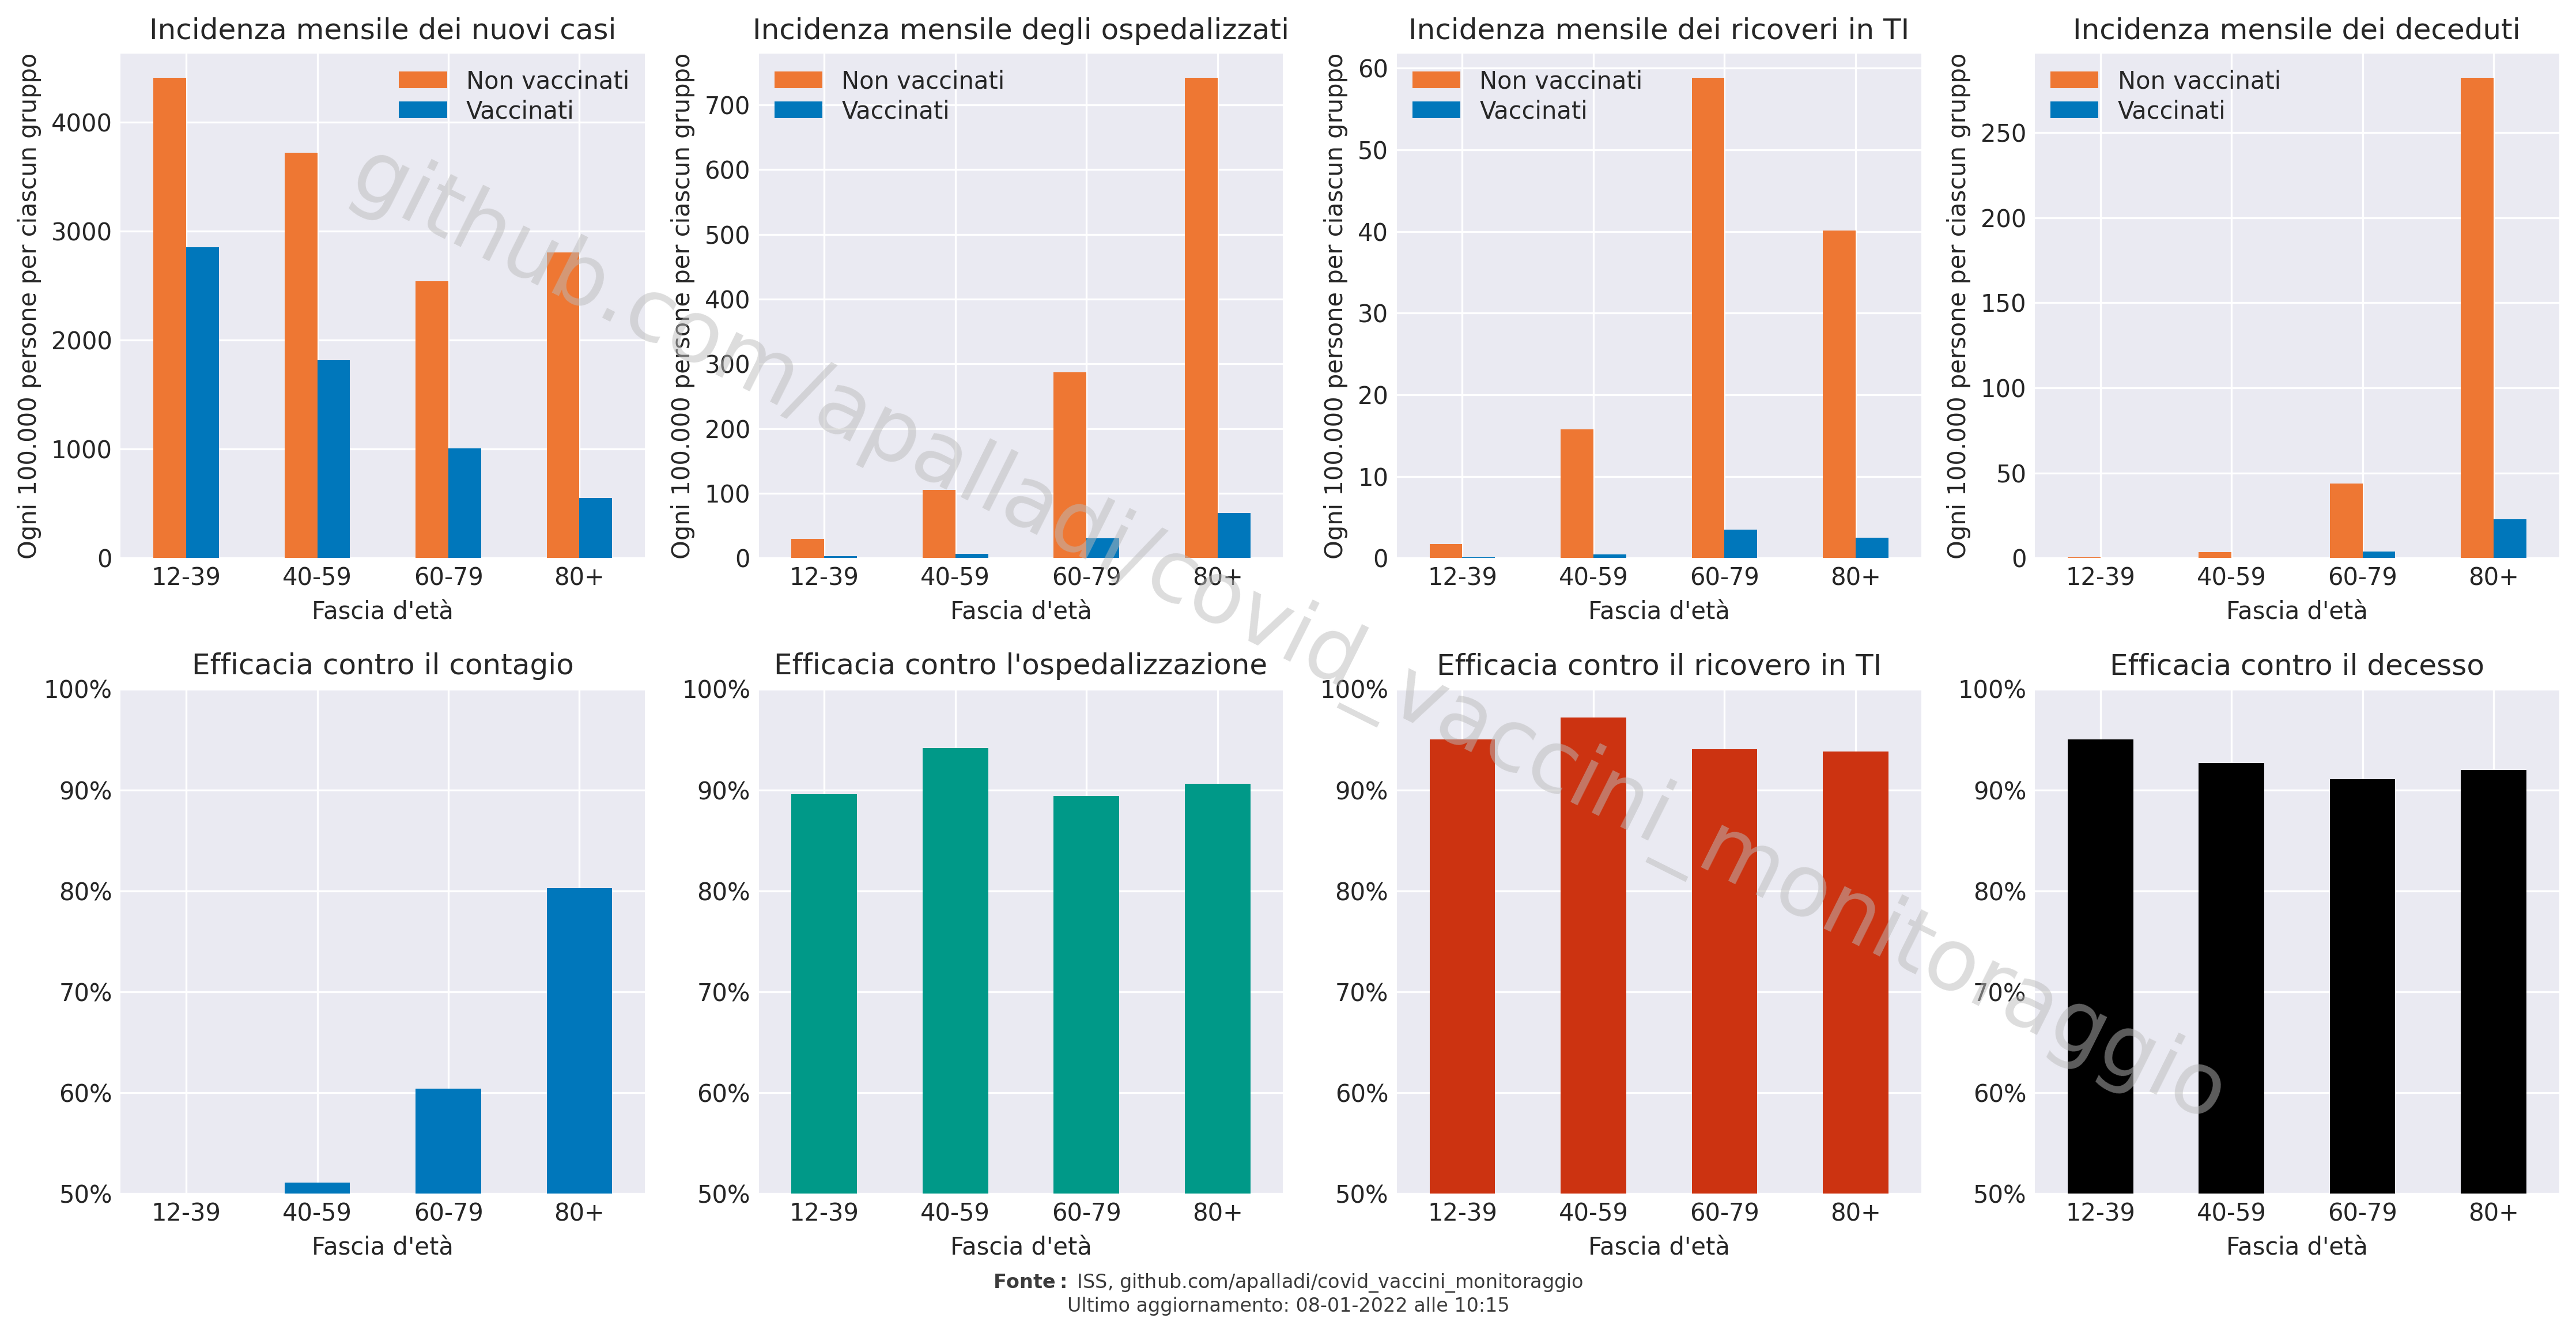 Incidenza mensile dei nuovi casi
Ogni 100.000 persone per ciascun gruppo
4000
3000
2000
1000
0
Non vaccinati
Vaccinati
12-39 40-59 60-79 80+
Fascia d'età
Incidenza mensile degli ospedalizzati
Ogni 100.000 persone per ciascun gruppo
700
600
500
400
300
200
100
0
Non vaccinati
Vaccinati
12-39 40-59 60-79 80+
Fascia d'età
Incidenza mensile dei ricoveri in TI
Ogni 100.000 persone per ciascun gruppo
60
50
40
30
20
10
0
Non vaccinati
Vaccinati
12-39 40-59 60-79 80+
Fascia d'età
Incidenza mensile dei deceduti
Ogni 100.000 persone per ciascun gruppo
250
200
150
100
50
0
Non vaccinati
Vaccinati
12-39 40-59 60-79 80+
Fascia d'età
Efficacia contro il contagio
100%
90%
80%
70%
60%
50%
12-39 40-59 60-79 80+
Fascia d'età
Efficacia contro l'ospedalizzazione
100%
90%
80%
70%
60%
50%
12-39 40-59 60-79 80+
Fascia d'età
Efficacia contro il ricovero in TI
100%
90%
80%
70%
60%
50%
12-39 40-59 60-79 80+
Fascia d'età
Efficacia contro il decesso
100%
90%
80%
70%
60%
50%
12-39 40-59 60-79 80+
Fascia d'età
github.com/apalladi/covid_vaccini_monitoraggio
Fonte: ISS, github.com/apalladi/covid_vaccini_monitoraggio
Ultimo aggiornamento: 08-01-2022 alle 10:15